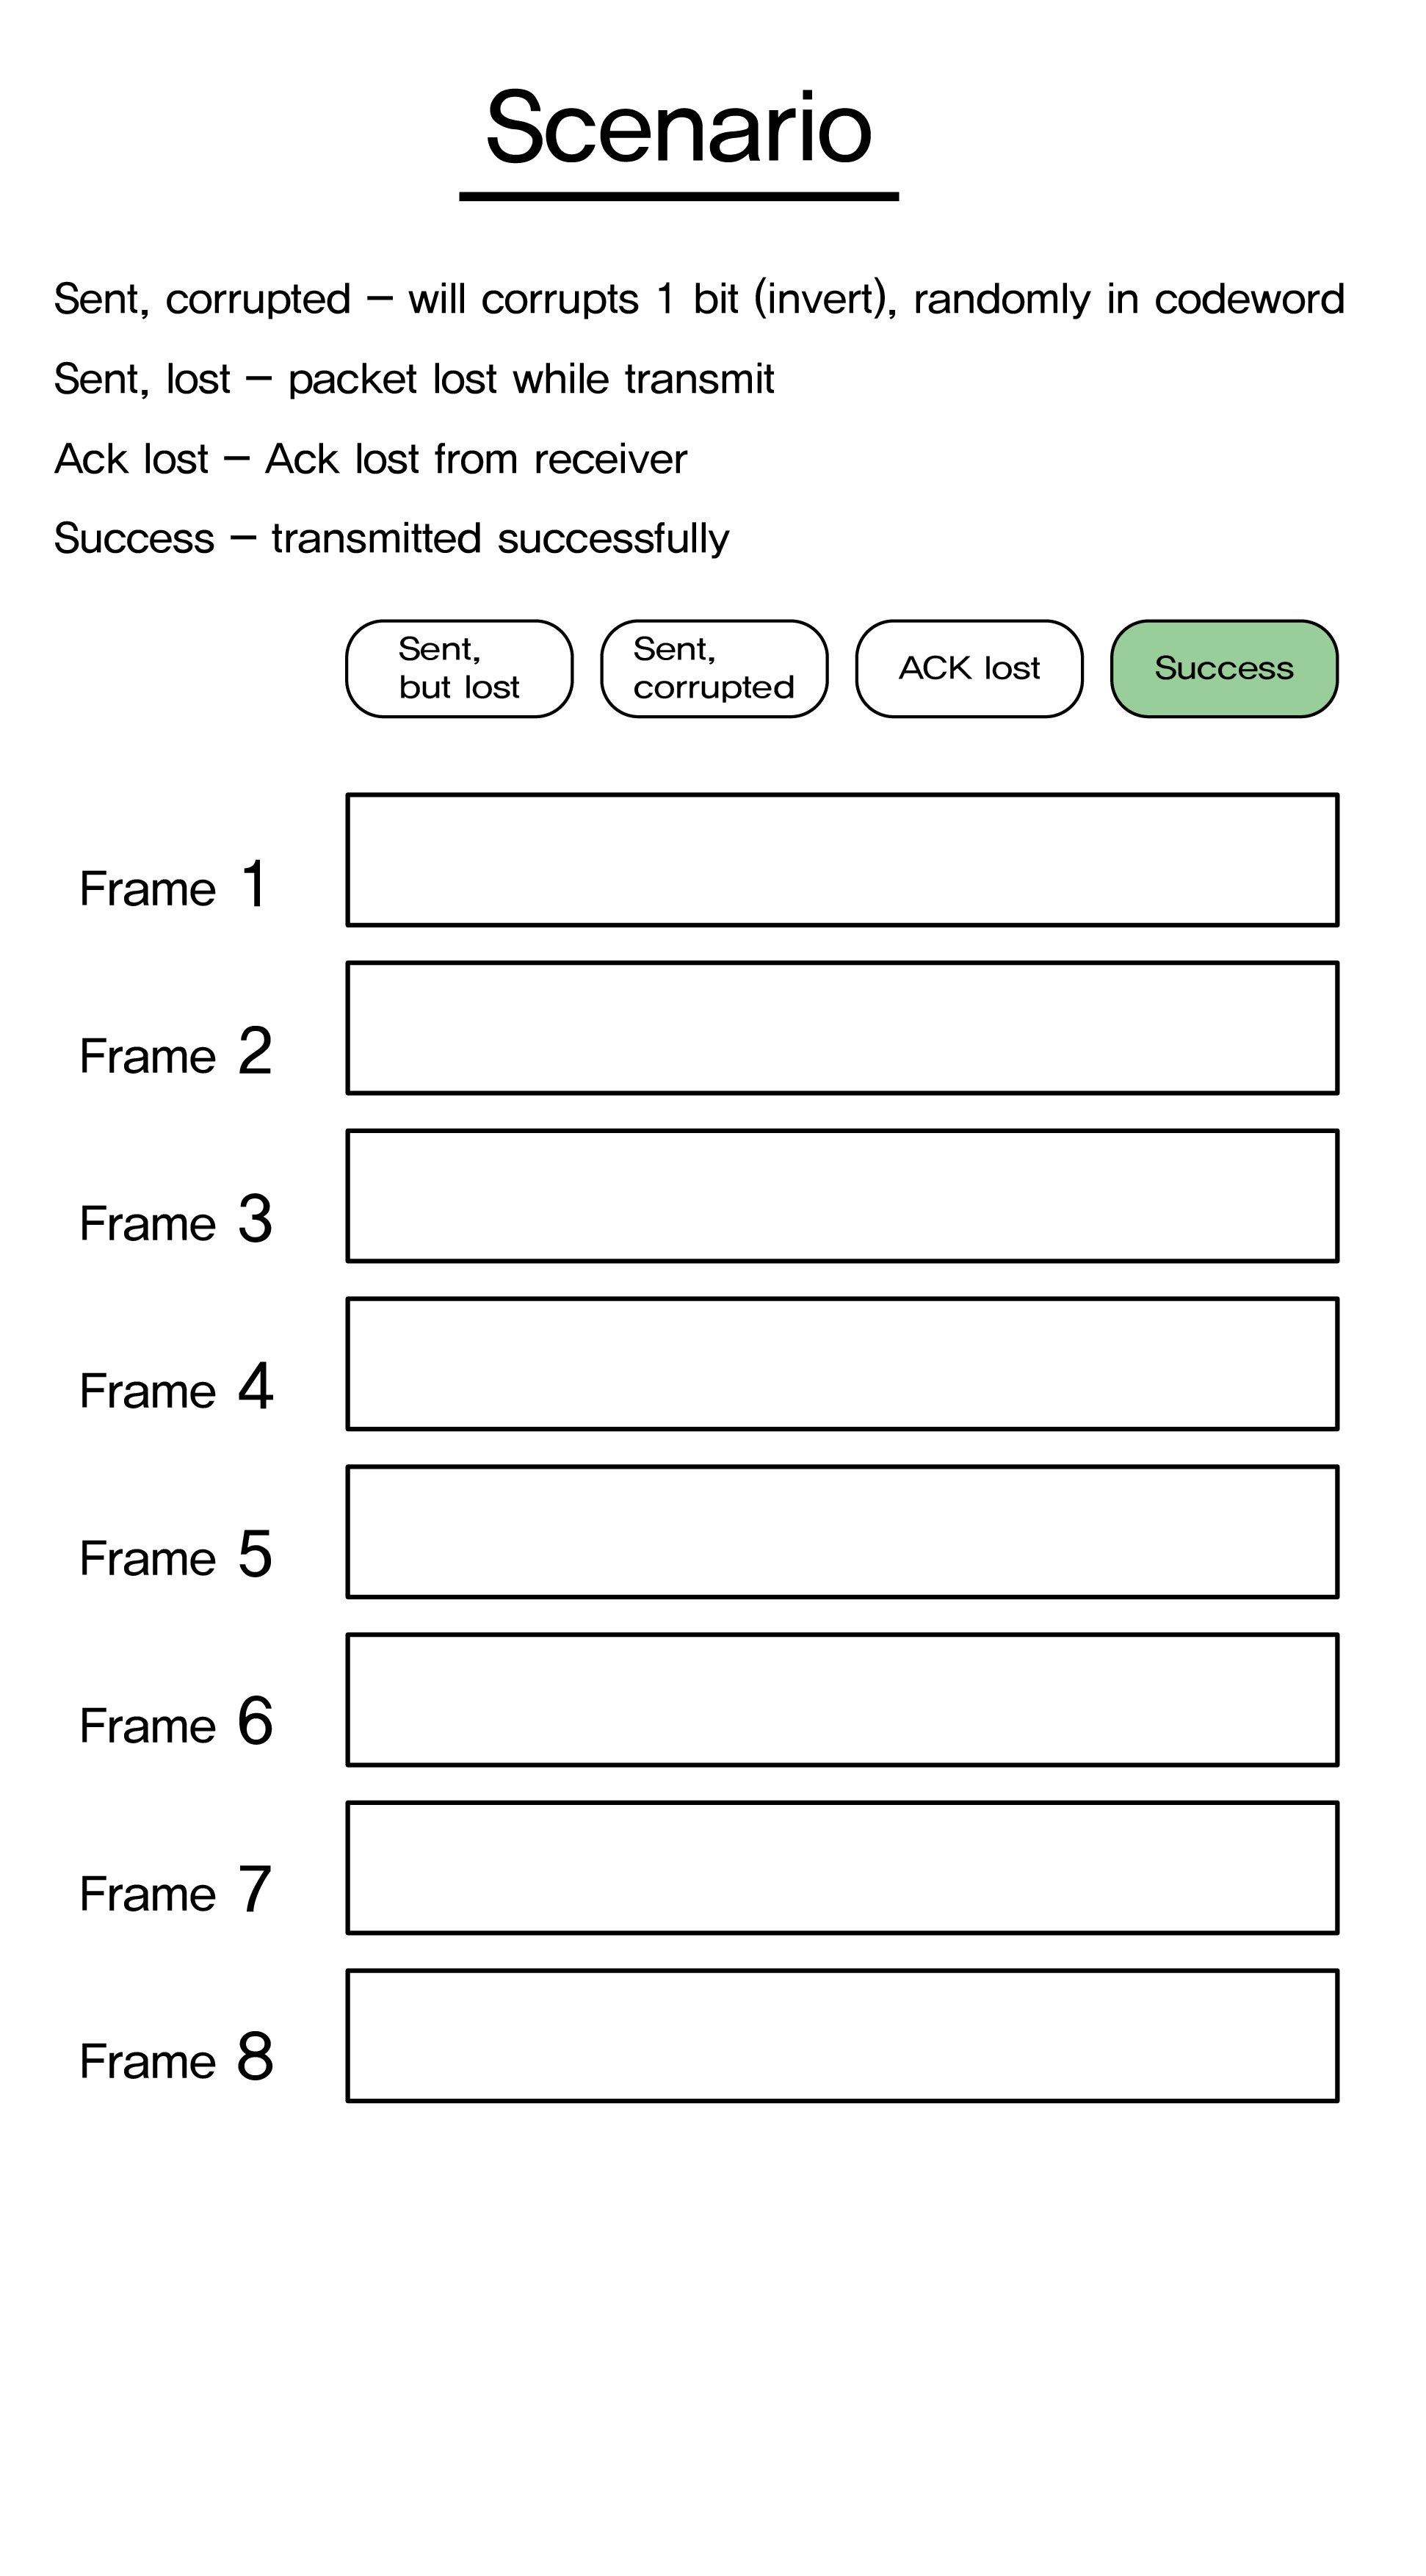 Scenario
Sent, corrupted — will corrupts 1 bit (invert), randomly in codeword
Sent, lost — packet lost while transmit
Ack lost — Ack lost from receiver
Success — transmitted successfully
Sent,
but lost
Sent,
corrupted
ACK lost
Success
Frame 1
Frame 2
Frame 3
Frame 4
Frame 5
Frame 6
Frame 7
Frame 8